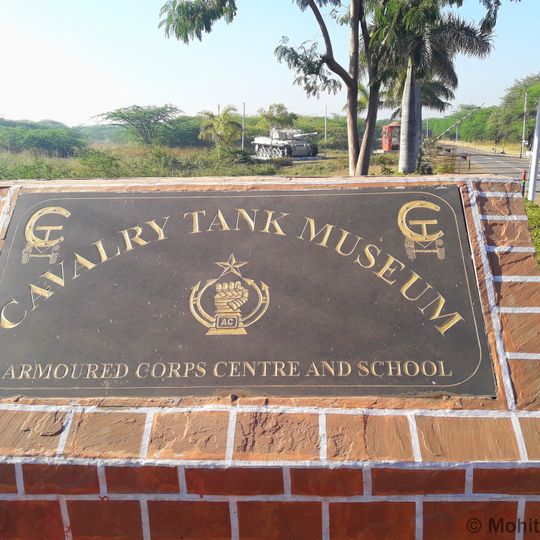 CAVALRY TANK MUSEUM
AC
ARMOURED CORPS CENTRE AND SCHOOL
© Mohit